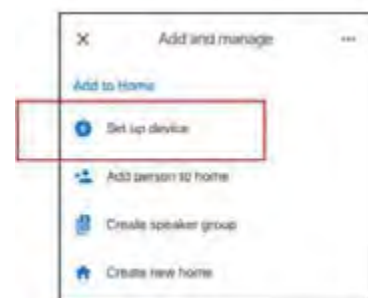 Add and manage
Add to Home
Set up device
Add person to home
Create speaker group
Create new home